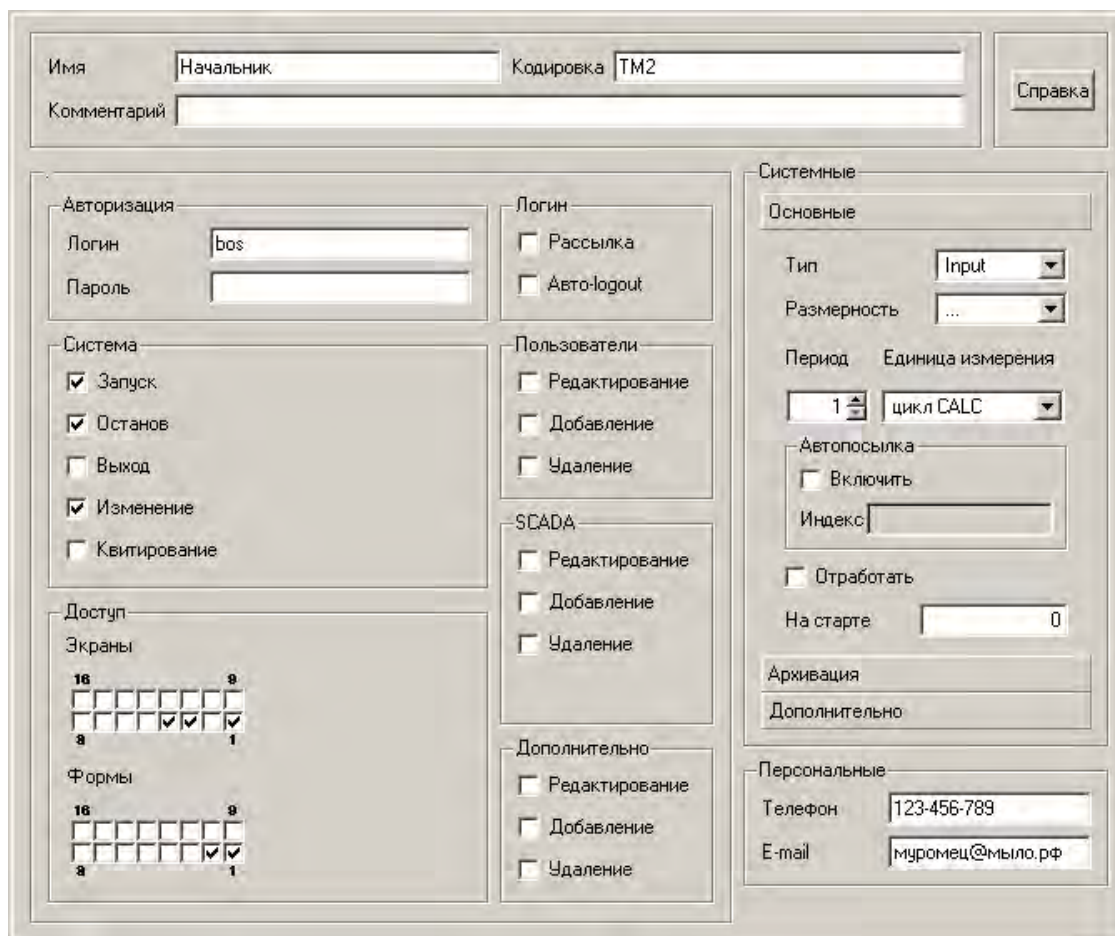 Имя Начальник Кодировка TM2
Комментарий
Справка
Авторизация
Логин bos
Пароль
Логин
Рассылка
Авто-logout
Система
Запуск
Останов
Выход
Изменение
Квитирование
Пользователи
Редактирование
Добавление
Удаление
SCADA
Редактирование
Добавление
Удаление
Доступ
Экраны
16 9
8 1
Формы
16 9
8 1
Дополнительно
Редактирование
Добавление
Удаление
Системные
Основные
Тип Input
Размерность ...
Период Единица измерения
1 цикл CALC
Автопосылка
Включить
Индекс
Отработать
На старте 0
Архивация
Дополнительно
Персональные
Телефон 123-456-789
E-mail муромец@мыло.рф